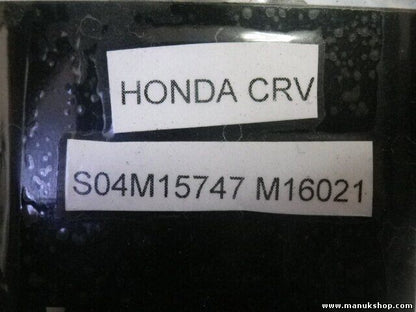 HONDA CRV
S04M15747 M16021
www.manukshop.com